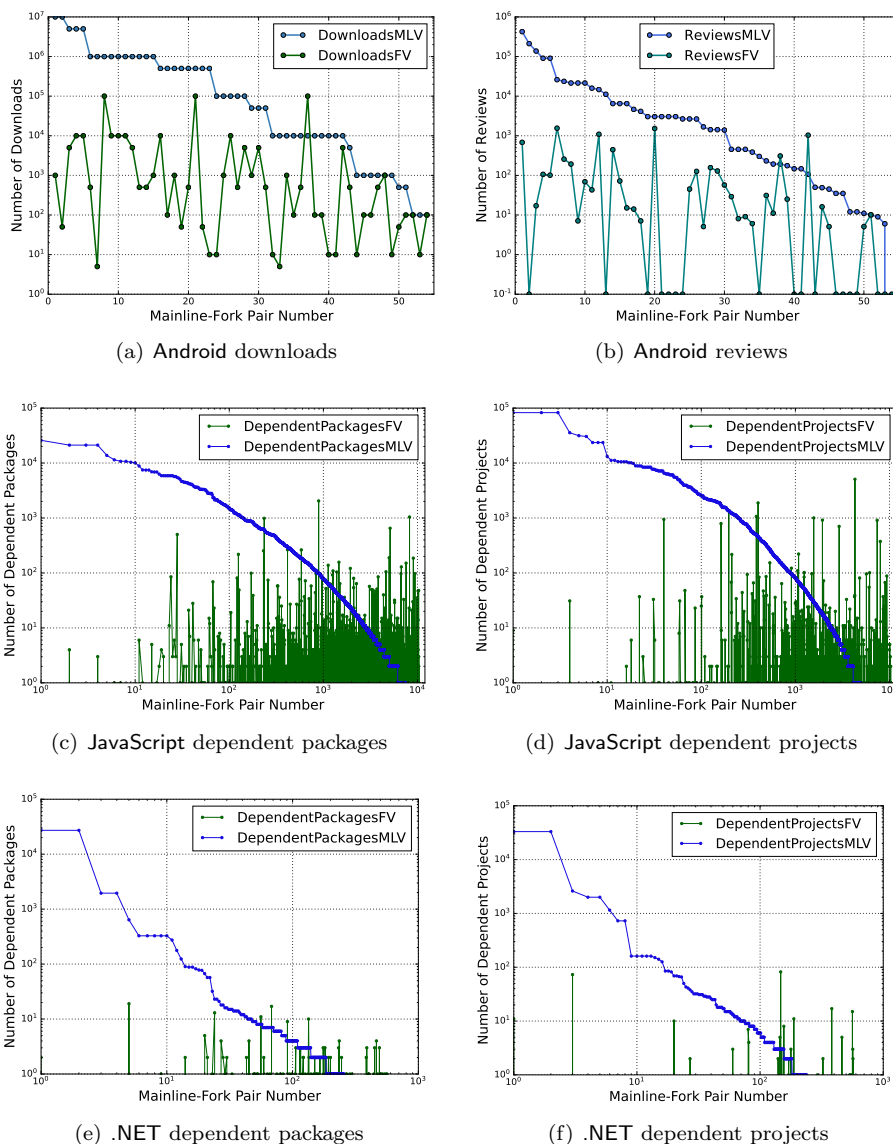 DownloadsMLV
DownloadsFV
Number of Downloads
10^7
10^6
10^5
10^4
10^3
10^2
10^1
10^0
0 10 20 30 40 50
Mainline-Fork Pair Number
(a) Android downloads
ReviewsMLV
ReviewsFV
Number of Reviews
10^6
10^5
10^4
10^3
10^2
10^1
10^0
10^-1
0 10 20 30 40 50
Mainline-Fork Pair Number
(b) Android reviews
DependentPackagesFV
DependentPackagesMLV
Number of Dependent Packages
10^5
10^4
10^3
10^2
10^1
10^0
10^0 10^1 10^2 10^3 10^4
Mainline-Fork Pair Number
(c) JavaScript dependent packages
DependentProjectsFV
DependentProjectsMLV
Number of Dependent Projects
10^5
10^4
10^3
10^2
10^1
10^0
10^0 10^1 10^2 10^3 10^4
Mainline-Fork Pair Number
(d) JavaScript dependent projects
DependentPackagesFV
DependentPackagesMLV
Number of Dependent Packages
10^5
10^4
10^3
10^2
10^1
10^0
10^0 10^1 10^2 10^3
Mainline-Fork Pair Number
(e) .NET dependent packages
DependentProjectsFV
DependentProjectsMLV
Number of Dependent Projects
10^5
10^4
10^3
10^2
10^1
10^0
10^0 10^1 10^2 10^3
Mainline-Fork Pair Number
(f) .NET dependent projects